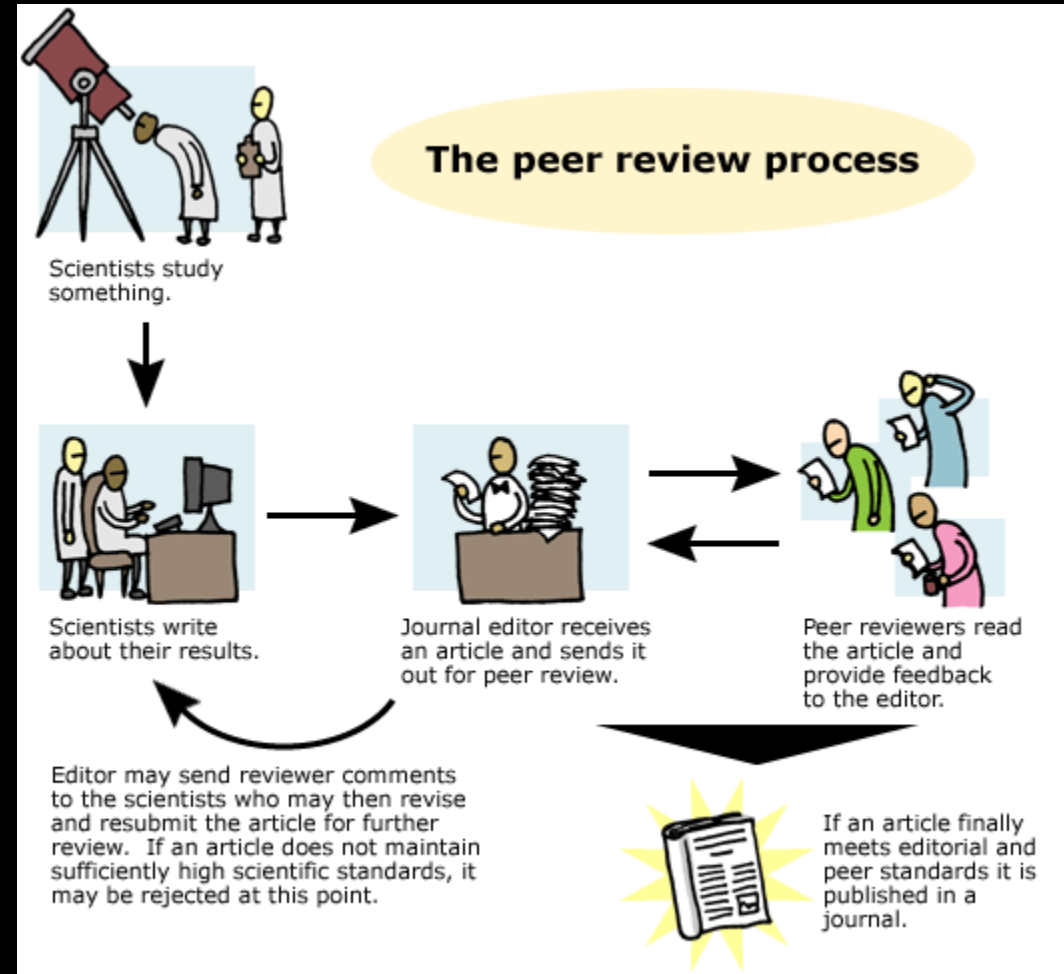 The peer review process
Scientists study
something.
Scientists write
about their results.
Journal editor receives
an article and sends it
out for peer review.
Peer reviewers read
the article and
provide feedback
to the editor.
Editor may send reviewer comments
to the scientists who may then revise
and resubmit the article for further
review.  If an article does not maintain
sufficiently high scientific standards, it
may be rejected at this point.
If an article finally
meets editorial and
peer standards it is
published in a
journal.